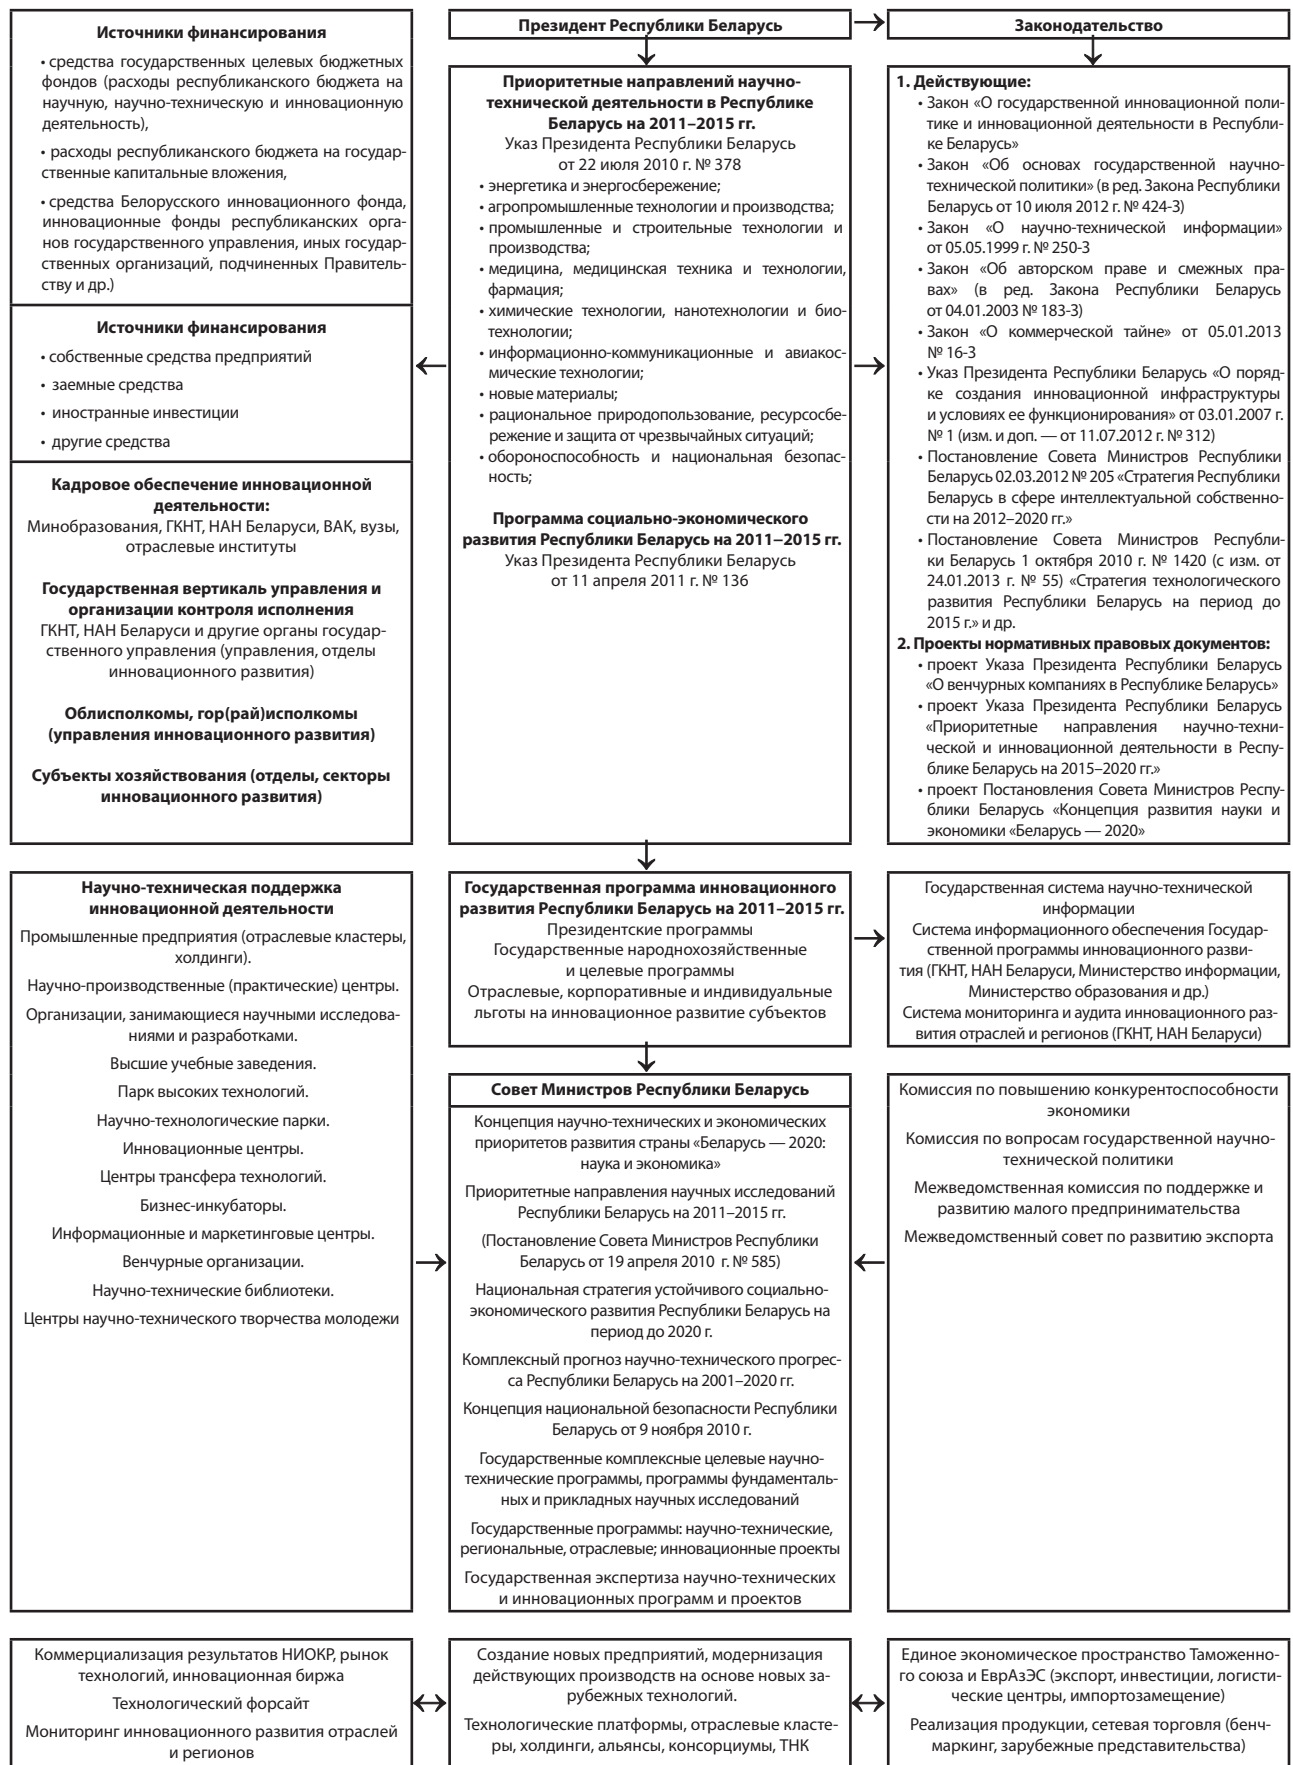 Источники финансирования
• средства государственных целевых бюджетных
фондов (расходы республиканского бюджета на
научную, научно-техническую и инновационную
деятельность),
• расходы республиканского бюджета на государ-
ственные капитальные вложения,
• средства Белорусского инновационного фонда,
инновационные фонды республиканских орга-
нов государственного управления, иных государ-
ственных организаций, подчиненных Правитель-
ству и др.)
Источники финансирования
• собственные средства предприятий
• заемные средства
• иностранные инвестиции
• другие средства
Кадровое обеспечение инновационной
деятельности:
Минобразования, ГКНТ, НАН Беларуси, ВАК, вузы,
отраслевые институты
Государственная вертикаль управления и
организации контроля исполнения
ГКНТ, НАН Беларуси и другие органы государ-
ственного управления (управления, отделы
инновационного развития)
Облисполкомы, гор(рай)исполкомы
(управления инновационного развития)
Субъекты хозяйствования (отделы, секторы
инновационного развития)
Президент Республики Беларусь
Приоритетные направлений научно-
технической деятельности в Республике
Беларусь на 2011–2015 гг.
Указ Президента Республики Беларусь
от 22 июля 2010 г. № 378
• энергетика и энергосбережение;
• агропромышленные технологии и производства;
• промышленные и строительные технологии и
производства;
• медицина, медицинская техника и технологии,
фармация;
• химические технологии, нанотехнологии и био-
технологии;
• информационно-коммуникационные и авиакос-
мические технологии;
• новые материалы;
• рациональное природопользование, ресурсосбе-
режение и защита от чрезвычайных ситуаций;
• обороноспособность и национальная безопас-
ность;
Программа социально-экономического
развития Республики Беларусь на 2011–2015 гг.
Указ Президента Республики Беларусь
от 11 апреля 2011 г. № 136
Законодательство
1. Действующие:
• Закон «О государственной инновационной поли-
тике и инновационной деятельности в Республи-
ке Беларусь»
• Закон «Об основах государственной научно-
технической политики» (в ред. Закона Республики
Беларусь от 10 июля 2012 г. № 424-З)
• Закон «О научно-технической информации»
от 05.05.1999 г. № 250-З
• Закон «Об авторском праве и смежных пра-
вах» (в ред. Закона Республики Беларусь
от 04.01.2003 № 183-З)
• Закон «О коммерческой тайне» от 05.01.2013
№ 16-З
• Указ Президента Республики Беларусь «О поряд-
ке создания инновационной инфраструктуры
и условиях ее функционирования» от 03.01.2007 г.
№ 1 (изм. и доп. — от 11.07.2012 г. № 312)
• Постановление Совета Министров Республики
Беларусь 02.03.2012 № 205 «Стратегия Республики
Беларусь в сфере интеллектуальной собственно-
сти на 2012–2020 гг.»
• Постановление Совета Министров Республи-
ки Беларусь 1 октября 2010 г. № 1420 (с изм. от
24.01.2013 г. № 55) «Стратегия технологического
развития Республики Беларусь на период до
2015 г.» и др.
2. Проекты нормативных правовых документов:
• проект Указа Президента Республики Беларусь
«О венчурных компаниях в Республике Беларусь»
• проект Указа Президента Республики Беларусь
«Приоритетные направления научно-техни-
ческой и инновационной деятельности в Респу-
блике Беларусь на 2015–2020 гг.»
• проект Постановления Совета Министров Респу-
блики Беларусь «Концепция развития науки и
экономики «Беларусь — 2020»
Научно-техническая поддержка
инновационной деятельности
Промышленные предприятия (отраслевые кластеры,
холдинги).
Научно-производственные (практические) центры.
Организации, занимающиеся научными исследова-
ниями и разработками.
Высшие учебные заведения.
Парк высоких технологий.
Научно-технологические парки.
Инновационные центры.
Центры трансфера технологий.
Бизнес-инкубаторы.
Информационные и маркетинговые центры.
Венчурные организации.
Научно-технические библиотеки.
Центры научно-технического творчества молодежи
Государственная программа инновационного
развития Республики Беларусь на 2011–2015 гг.
Президентские программы
Государственные народнохозяйственные
и целевые программы
Отраслевые, корпоративные и индивидуальные
льготы на инновационное развитие субъектов
Государственная система научно-технической
информации
Система информационного обеспечения Государ-
ственной программы инновационного разви-
тия (ГКНТ, НАН Беларуси, Министерство информации,
Министерство образования и др.)
Система мониторинга и аудита инновационного раз-
вития отраслей и регионов (ГКНТ, НАН Беларуси)
Совет Министров Республики Беларусь
Концепция научно-технических и экономических
приоритетов развития страны «Беларусь — 2020:
наука и экономика»
Приоритетные направления научных исследований
Республики Беларусь на 2011–2015 гг.
(Постановление Совета Министров Республики
Беларусь от 19 апреля 2010 г. № 585)
Национальная стратегия устойчивого социально-
экономического развития Республики Беларусь на
период до 2020 г.
Комплексный прогноз научно-технического прогрес-
са Республики Беларусь на 2001–2020 гг.
Концепция национальной безопасности Республики
Беларусь от 9 ноября 2010 г.
Государственные комплексные целевые научно-
технические программы, программы фундаменталь-
ных и прикладных научных исследований
Государственные программы: научно-технические,
региональные, отраслевые; инновационные проекты
Государственная экспертиза научно-технических
и инновационных программ и проектов
Комиссия по повышению конкурентоспособности
экономики
Комиссия по вопросам государственной научно-
технической политики
Межведомственная комиссия по поддержке и
развитию малого предпринимательства
Межведомственный совет по развитию экспорта
Коммерциализация результатов НИОКР, рынок
технологий, инновационная биржа
Технологический форсайт
Мониторинг инновационного развития отраслей
и регионов
Создание новых предприятий, модернизация
действующих производств на основе новых за-
рубежных технологий.
Технологические платформы, отраслевые класте-
ры, холдинги, альянсы, консорциумы, ТНК
Единое экономическое пространство Таможенно-
го союза и ЕврАзЭС (экспорт, инвестиции, логисти-
ческие центры, импортозамещение)
Реализация продукции, сетевая торговля (бенч-
маркинг, зарубежные представительства)